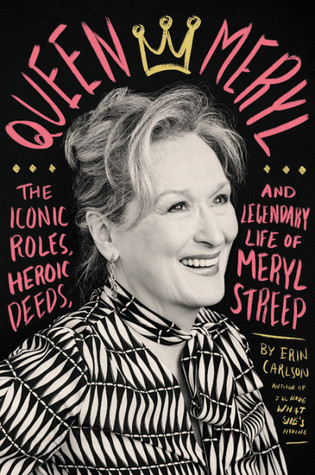 QUEEN MERYL
THE
ICONIC
ROLES,
HEROIC
DEEDS,
AND
LEGENDARY
LIFE OF
MERYL
STREEP
BY ERIN
CARLSON
AUTHOR OF
I'LL HAVE
WHAT
SHE'S
HAVING